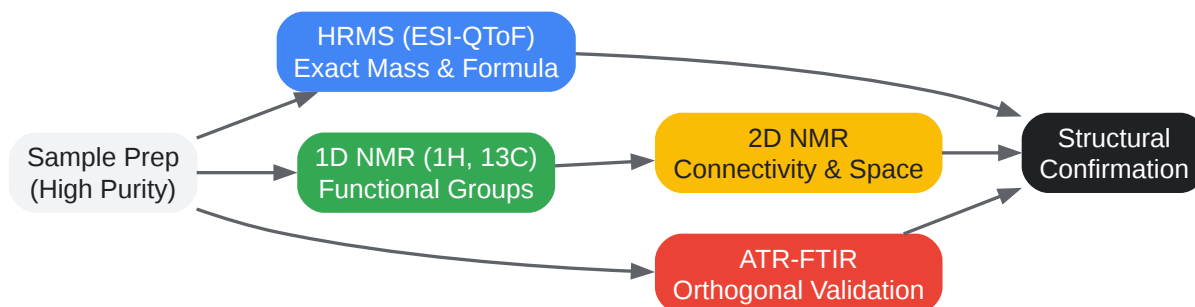 HRMS (ESI-QToF)
Exact Mass & Formula
Sample Prep
(High Purity)
1D NMR (1H, 13C)
Functional Groups
2D NMR
Connectivity & Space
Structural
Confirmation
ATR-FTIR
Orthogonal Validation